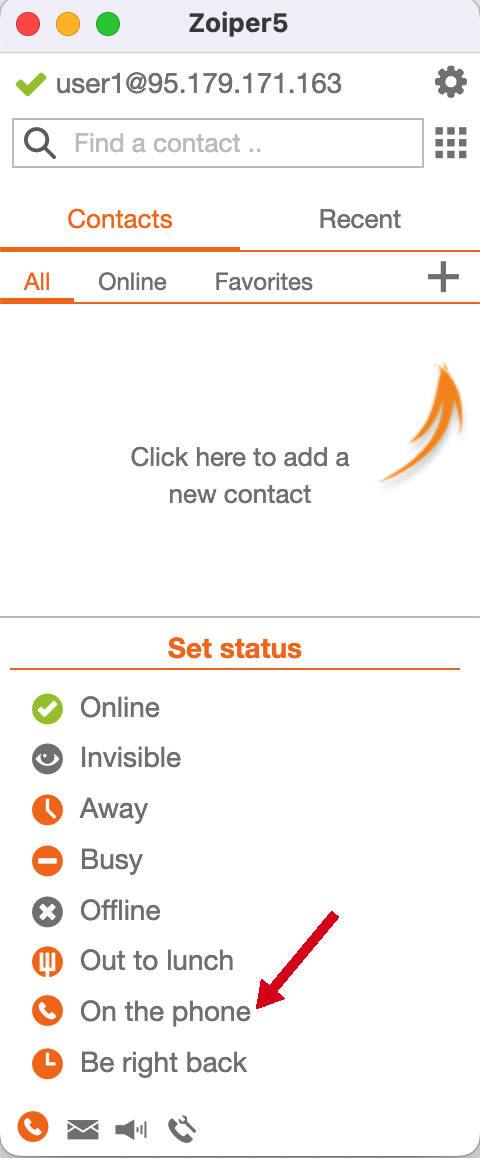 Zoiper5
user1@95.179.171.163
Find a contact ..
Contacts Recent
All Online Favorites
Click here to add a
new contact
Set status
Online
Invisible
Away
Busy
Offline
Out to lunch
On the phone
Be right back